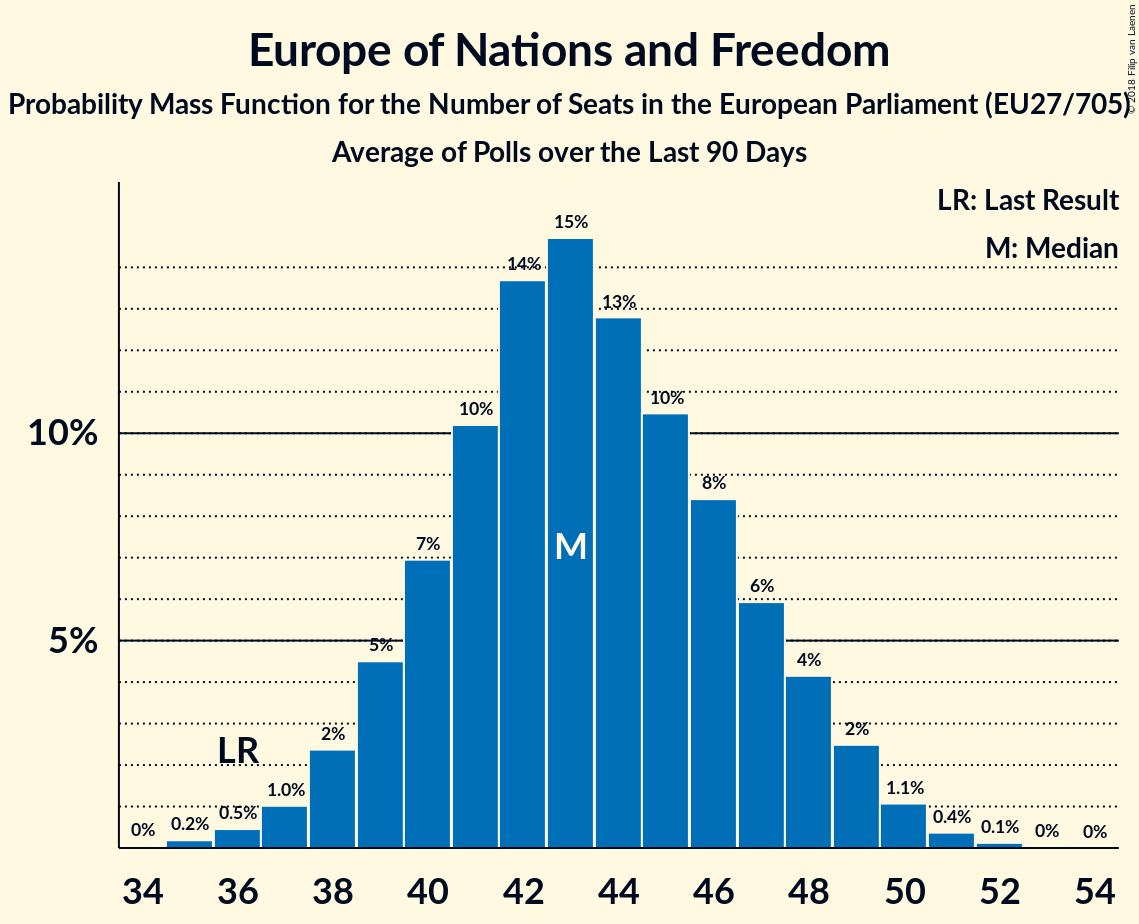 Europe of Nations and Freedom
Probability Mass Function for the Number of Seats in the European Parliament (EU27/705)
Average of Polls over the Last 90 Days
© 2018 Filip van Laenen
LR: Last Result
M: Median
15%
14%
13%
10%
10%
10%
8%
7%
6%
5%
5%
4%
2%
2%
1.0%
1.1%
0.5%
0.4%
0.2%
0.1%
0%
0%
0%
M
LR
34 36 38 40 42 44 46 48 50 52 54